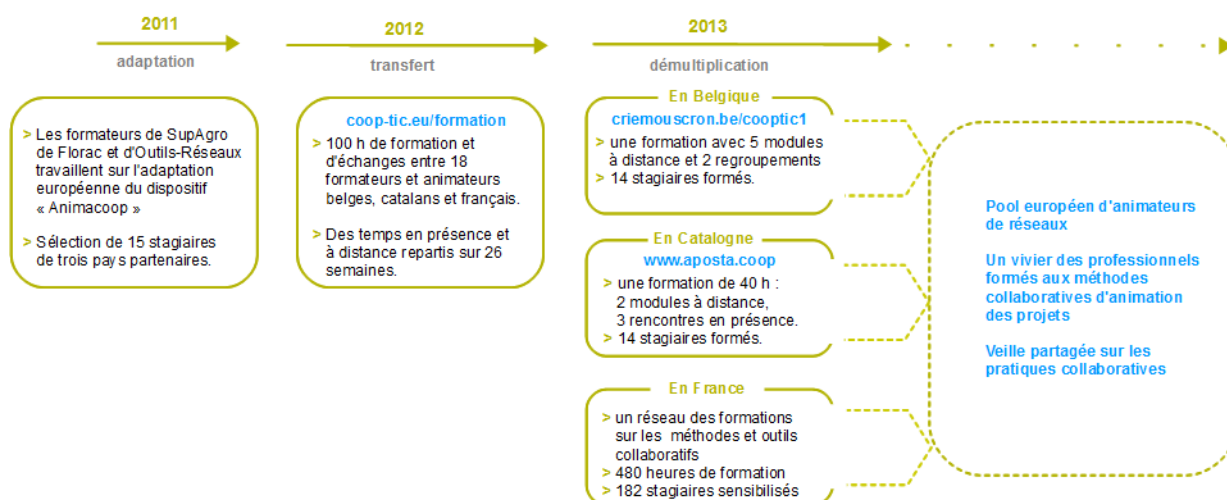 2011
adaptation
> Les formateurs de SupAgro
de Florac et d'Outils-Réseaux
travaillent sur l'adaptation
européenne du dispositif
« Animacoop »
> Sélection de 15 stagiaires
de trois pays partenaires.
2012
transfert
coop-tic.eu/formation
> 100 h de formation et
d'échanges entre 18
formateurs et animateurs
belges, catalans et français.
> Des temps en présence et
à distance repartis sur 26
semaines.
2013
démultiplication
En Belgique
criemouscron.be/cooptic1
> une formation avec 5 modules
à distance et 2 regroupements
> 14 stagiaires formés.
En Catalogne
www.aposta.coop
> une formation de 40 h :
2 modules à distance,
3 rencontres en présence.
> 14 stagiaires formés.
En France
> un réseau des formations
sur les méthodes et outils
collaboratifs
> 480 heures de formation
> 182 stagiaires sensibilisés
Pool européen d'animateurs
de réseaux
Un vivier des professionnels
formés aux méthodes
collaboratives d'animation
des projets
Veille partagée sur les
pratiques collaboratives